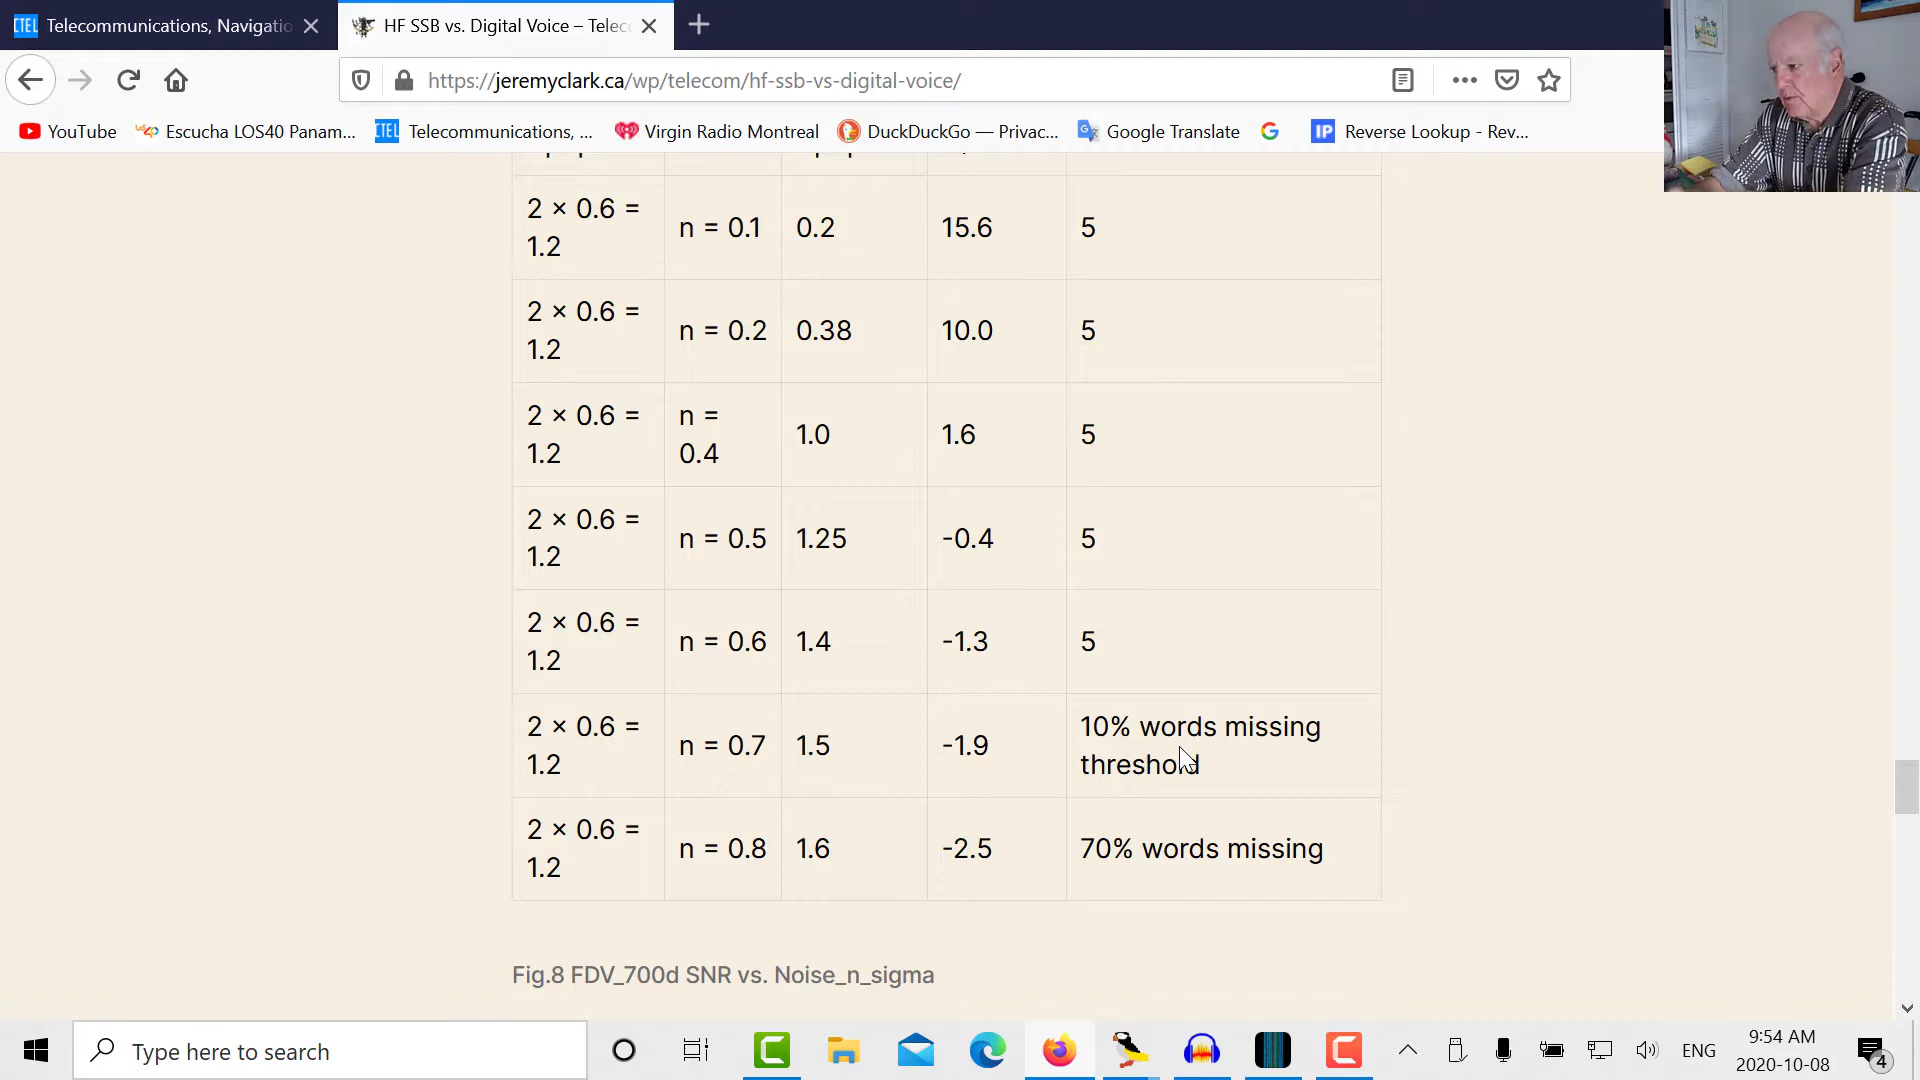 CTEL Telecommunications, Navigatio
HF SSB vs. Digital Voice – Telec
https://jeremyclark.ca/wp/telecom/hf-ssb-vs-digital-voice/
YouTube
Escucha LOS40 Panam...
CTEL Telecommunications, ...
Virgin Radio Montreal
DuckDuckGo — Privac...
Google Translate
G
IP Reverse Lookup - Rev...
2 × 0.6 =
1.2
n = 0.1
0.2
15.6
5
2 × 0.6 =
1.2
n = 0.2
0.38
10.0
5
2 × 0.6 =
1.2
n =
0.4
1.0
1.6
5
2 × 0.6 =
1.2
n = 0.5
1.25
-0.4
5
2 × 0.6 =
1.2
n = 0.6
1.4
-1.3
5
2 × 0.6 =
1.2
n = 0.7
1.5
-1.9
10% words missing
threshold
2 × 0.6 =
1.2
n = 0.8
1.6
-2.5
70% words missing
Fig.8 FDV_700d SNR vs. Noise_n_sigma
Type here to search
ENG
9:54 AM
2020-10-08
4